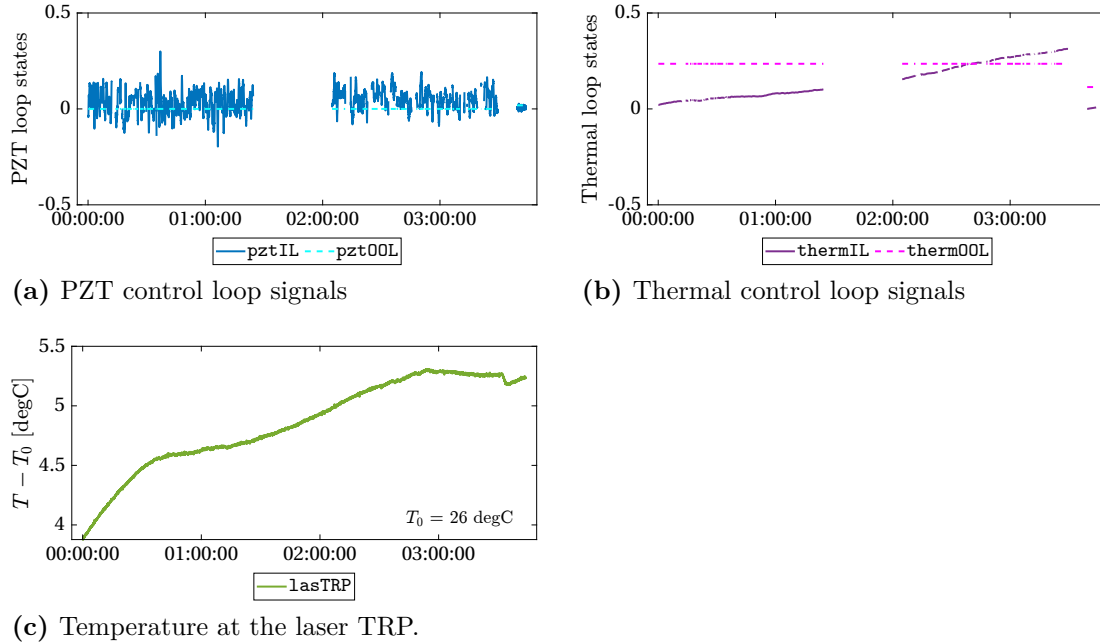 0.5
0
-0.5
PZT loop states
00:00:00 01:00:00 02:00:00 03:00:00
pztIL pztOOL
(a) PZT control loop signals
0.5
0
-0.5
Thermal loop states
00:00:00 01:00:00 02:00:00 03:00:00
thermIL thermOOL
(b) Thermal control loop signals
5.5
5
4.5
4
T − T₀ [degC]
T₀ = 26 degC
00:00:00 01:00:00 02:00:00 03:00:00
lasTRP
(c) Temperature at the laser TRP.